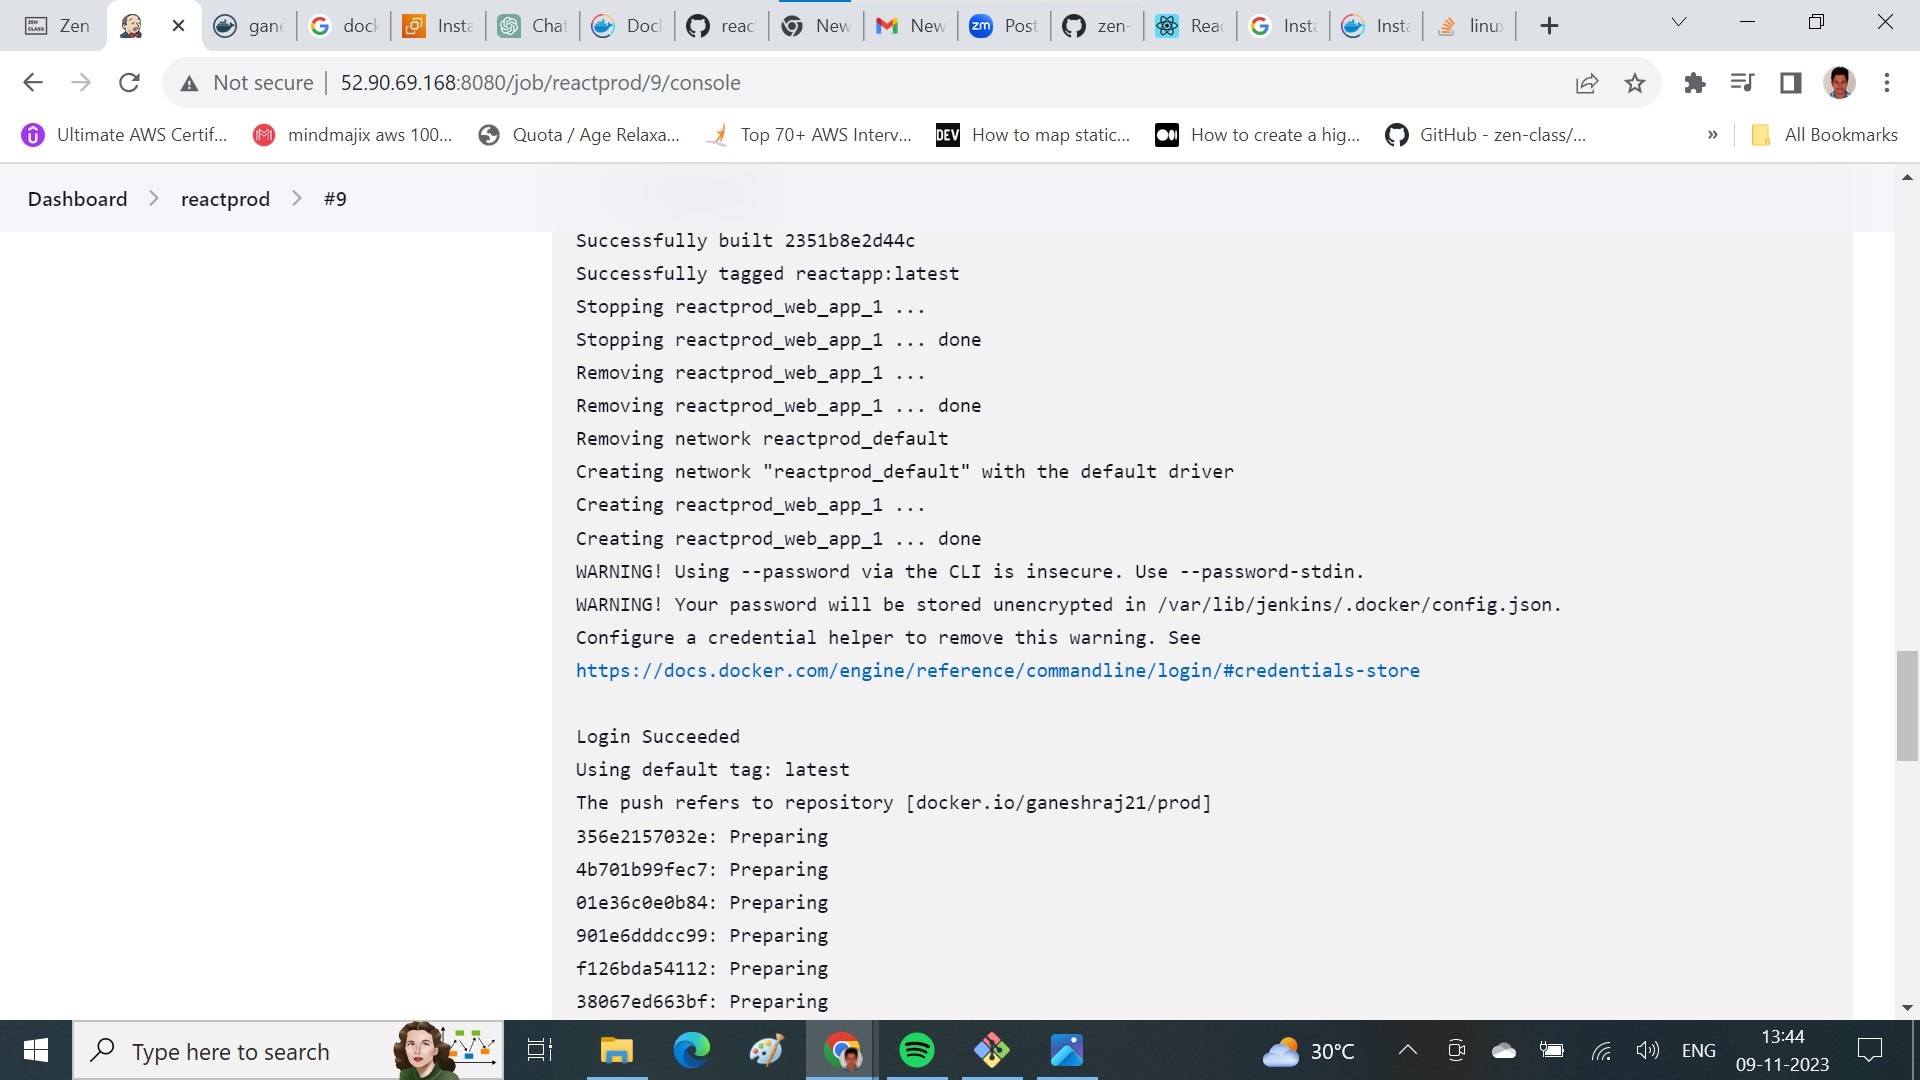 Zen
gane
dock
Insta
Chat
Doc
reac
New
New
zm Post
zen-
Reac
Insta
Insta
linux
Not secure
52.90.69.168:8080/job/reactprod/9/console
Ultimate AWS Certif...
mindmajix aws 100...
Quota / Age Relaxa...
Top 70+ AWS Interv...
DEV How to map static...
How to create a hig...
GitHub - zen-class/...
»
All Bookmarks
Dashboard
reactprod
#9
Successfully built 2351b8e2d44c
Successfully tagged reactapp:latest
Stopping reactprod_web_app_1 ...
Stopping reactprod_web_app_1 ... done
Removing reactprod_web_app_1 ...
Removing reactprod_web_app_1 ... done
Removing network reactprod_default
Creating network "reactprod_default" with the default driver
Creating reactprod_web_app_1 ...
Creating reactprod_web_app_1 ... done
WARNING! Using --password via the CLI is insecure. Use --password-stdin.
WARNING! Your password will be stored unencrypted in /var/lib/jenkins/.docker/config.json.
Configure a credential helper to remove this warning. See
https://docs.docker.com/engine/reference/commandline/login/#credentials-store
Login Succeeded
Using default tag: latest
The push refers to repository [docker.io/ganeshraj21/prod]
356e2157032e: Preparing
4b701b99fec7: Preparing
01e36c0e0b84: Preparing
901e6dddcc99: Preparing
f126bda54112: Preparing
38067ed663bf: Preparing
Type here to search
30°C
ENG
13:44
09-11-2023